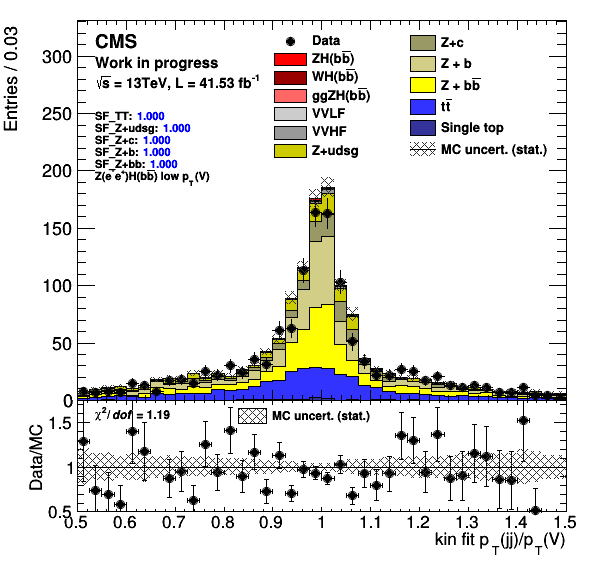 CMS
Work in progress
√s = 13TeV, L = 41.53 fb⁻¹
SF_TT: 1.000
SF_Z+udsg: 1.000
SF_Z+c: 1.000
SF_Z+b: 1.000
SF_Z+bb: 1.000
Z(e⁻e⁺)H(bb̅) low p_T(V)
Data
ZH(bb̅)
WH(bb̅)
ggZH(bb̅)
VVLF
VVHF
Z+udsg
Z+c
Z + b
Z + bb̅
tt̅
Single top
MC uncert. (stat.)
Entries / 0.03
300
250
200
150
100
50
0
χ²/dof = 1.19
MC uncert. (stat.)
Data/MC
1.5
1
0.5
0.5 0.6 0.7 0.8 0.9 1 1.1 1.2 1.3 1.4 1.5
kin fit p_T(jj)/p_T(V)